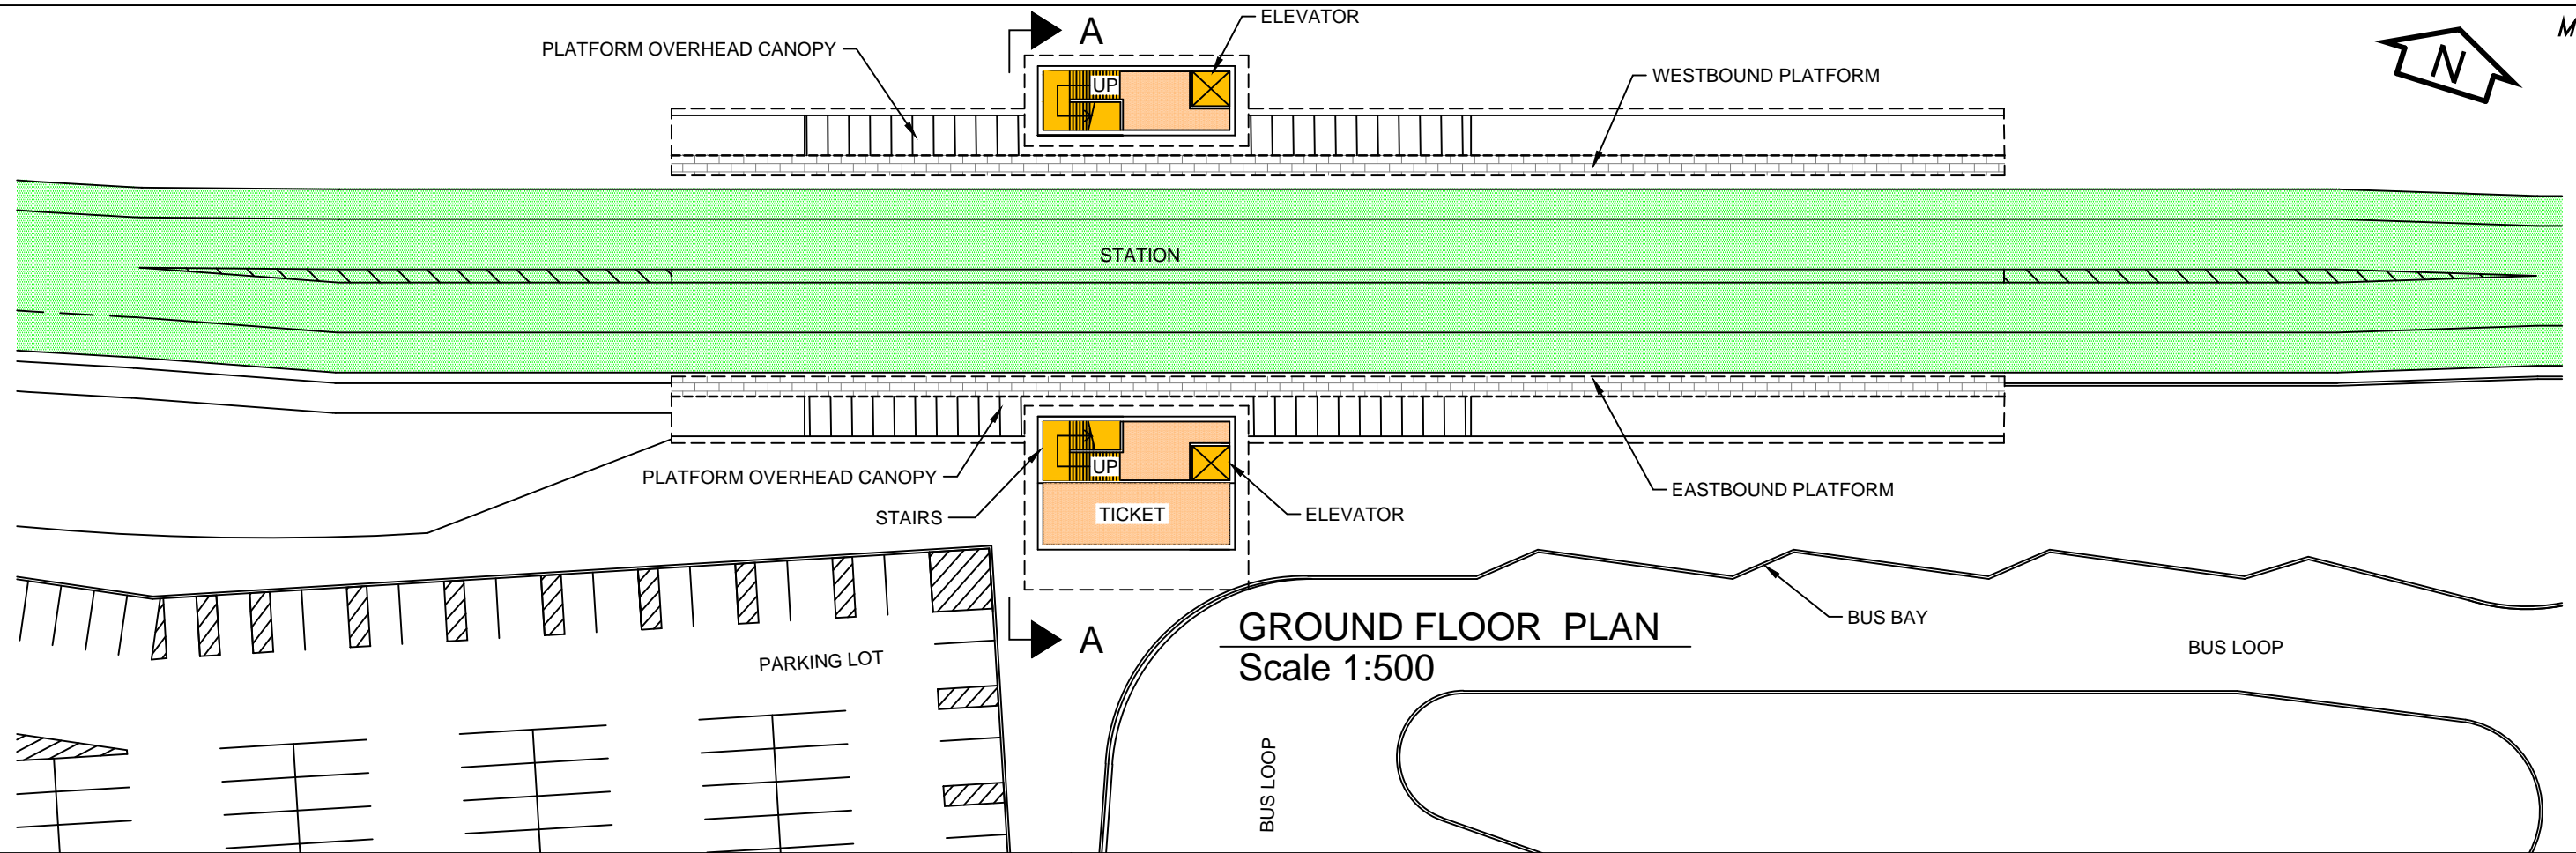 A
ELEVATOR
M
PLATFORM OVERHEAD CANOPY
N
WESTBOUND PLATFORM
UP
STATION
UP
PLATFORM OVERHEAD CANOPY
EASTBOUND PLATFORM
STAIRS
TICKET
ELEVATOR
BUS BAY
GROUND FLOOR PLAN
A
BUS LOOP
PARKING LOT
Scale 1:500
BUS LOOP